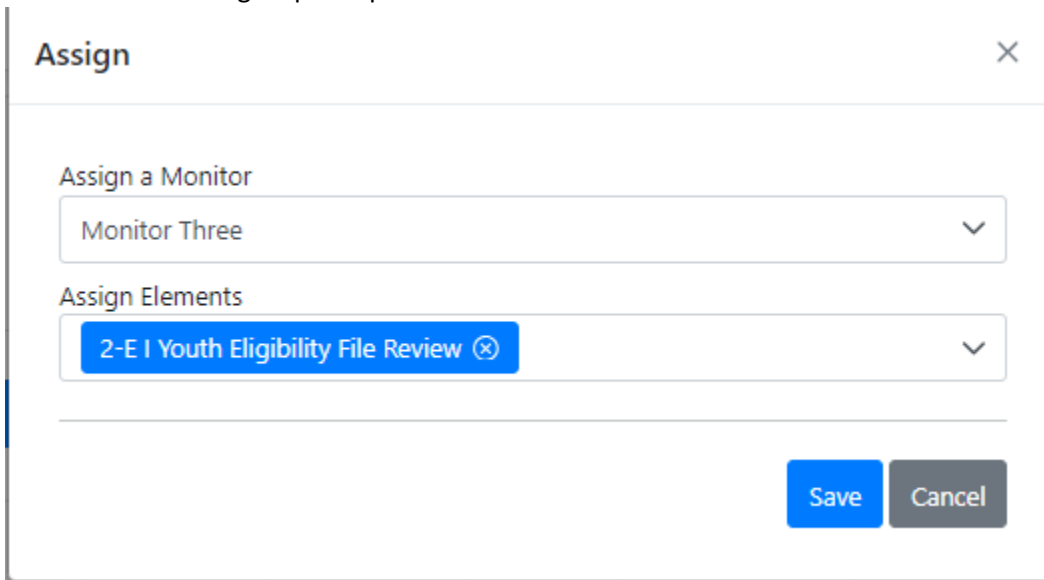 Assign
Assign a Monitor
Monitor Three
Assign Elements
2-E I Youth Eligibility File Review
Save Cancel